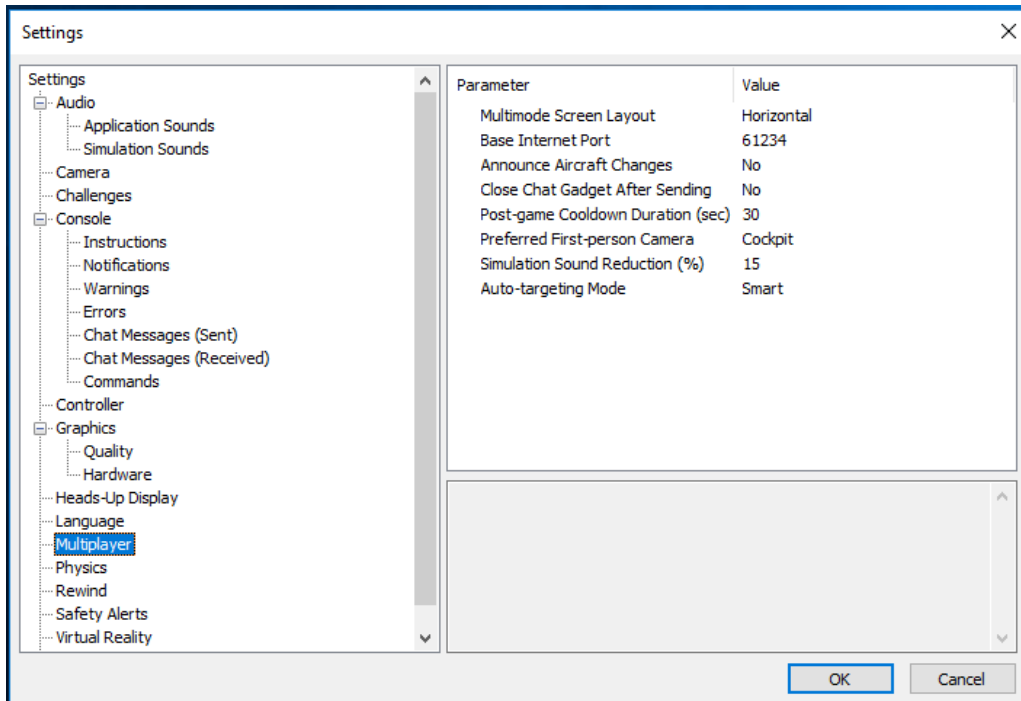 Settings
Settings
Audio
Application Sounds
Simulation Sounds
Camera
Challenges
Console
Instructions
Notifications
Warnings
Errors
Chat Messages (Sent)
Chat Messages (Received)
Commands
Controller
Graphics
Quality
Hardware
Heads-Up Display
Language
Multiplayer
Physics
Rewind
Safety Alerts
Virtual Reality
Parameter Value
Multimode Screen Layout Horizontal
Base Internet Port 61234
Announce Aircraft Changes No
Close Chat Gadget After Sending No
Post-game Cooldown Duration (sec) 30
Preferred First-person Camera Cockpit
Simulation Sound Reduction (%) 15
Auto-targeting Mode Smart
OK Cancel